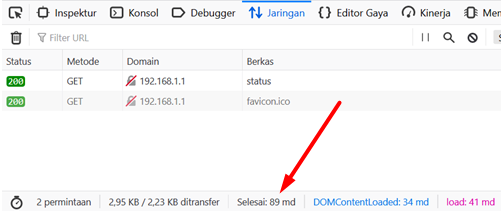 Inspektur Konsol Debugger Jaringan Editor Gaya Kinerja
Filter URL
Status Metode Domain Berkas
200 GET 192.168.1.1 status
200 GET 192.168.1.1 favicon.ico
2 permintaan 2,95 KB / 2,23 KB ditransfer Selesai: 89 md DOMContentLoaded: 34 md load: 41 md